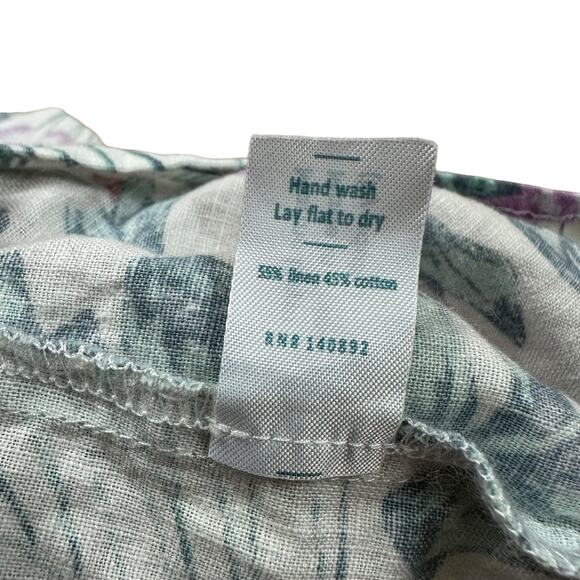 Hand wash
Lay flat to dry
55% linen 45% cotton
RN# 140892